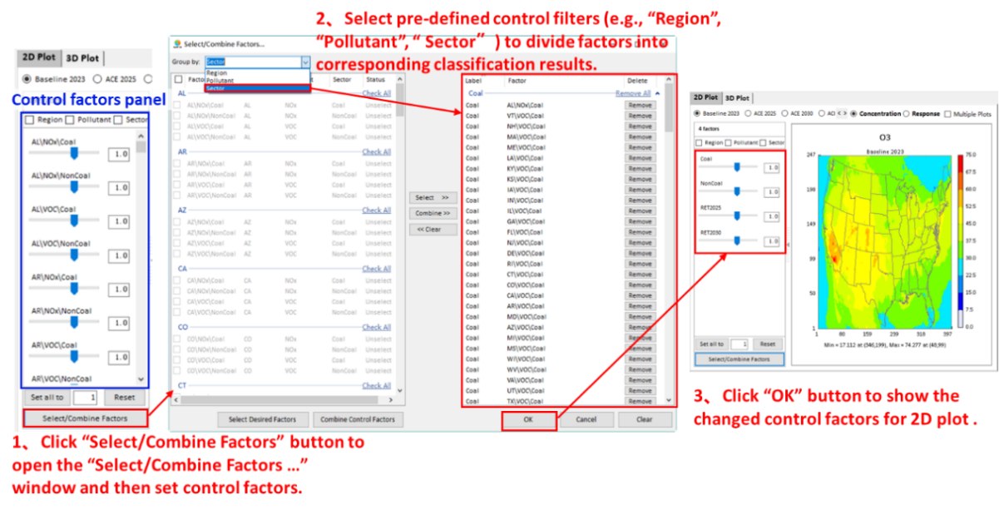 2、 Select pre-defined control filters (e.g., “Region”,
“Pollutant”, “ Sector” ) to divide factors into
corresponding classification results.
2D Plot 3D Plot
Baseline 2023 ACE 2025
Control factors panel
Region Pollutant Sector
AL\NOx\Coal
1.0
AL\NOx\NonCoal
1.0
AL\VOC\Coal
1.0
AL\VOC\NonCoal
1.0
AR\NOx\Coal
1.0
AR\NOx\NonCoal
1.0
AR\VOC\Coal
1.0
AR\VOC\NonCoal
Set all to 1 Reset
Select/Combine Factors
Select/Combine Factors...
Group by: Sector
Region
Pollutant
Sector
Sector Status
AL Check All
AL\NOx\Coal AL NOx Coal Unselect
AL\NOx\NonCoal AL NOx NonCoal Unselect
AL\VOC\Coal AL VOC Coal Unselect
AL\VOC\NonCoal AL VOC NonCoal Unselect
AR Check All
AR\NOx\Coal AR NOx Coal Unselect
AR\NOx\NonCoal AR NOx NonCoal Unselect
AR\VOC\Coal AR VOC Coal Unselect
AR\VOC\NonCoal AR VOC NonCoal Unselect
AZ Check All
AZ\NOx\Coal AZ NOx Coal Unselect
AZ\NOx\NonCoal AZ NOx NonCoal Unselect
AZ\VOC\Coal AZ VOC Coal Unselect
AZ\VOC\NonCoal AZ VOC NonCoal Unselect
CA Check All
CA\NOx\Coal CA NOx Coal Unselect
CA\NOx\NonCoal CA NOx NonCoal Unselect
CA\VOC\Coal CA VOC Coal Unselect
CA\VOC\NonCoal CA VOC NonCoal Unselect
CO Check All
CO\NOx\Coal CO NOx Coal Unselect
CO\NOx\NonCoal CO NOx NonCoal Unselect
CO\VOC\Coal CO VOC Coal Unselect
CO\VOC\NonCoal CO VOC NonCoal Unselect
CT Check All
Select Desired Factors Combine Control Factors
Select >>
Combine >>
<< Clear
Label Factor Delete
Coal Remove All
Coal AL\NOx\Coal Remove
Coal VT\VOC\Coal Remove
Coal NH\VOC\Coal Remove
Coal MA\VOC\Coal Remove
Coal ME\VOC\Coal Remove
Coal LA\VOC\Coal Remove
Coal KY\VOC\Coal Remove
Coal KS\VOC\Coal Remove
Coal IA\VOC\Coal Remove
Coal IN\VOC\Coal Remove
Coal IL\VOC\Coal Remove
Coal GA\VOC\Coal Remove
Coal FL\VOC\Coal Remove
Coal NJ\VOC\Coal Remove
Coal DE\VOC\Coal Remove
Coal RI\VOC\Coal Remove
Coal CT\VOC\Coal Remove
Coal CO\VOC\Coal Remove
Coal CA\VOC\Coal Remove
Coal AR\VOC\Coal Remove
Coal MD\VOC\Coal Remove
Coal AZ\VOC\Coal Remove
Coal MI\VOC\Coal Remove
Coal MS\VOC\Coal Remove
Coal WI\VOC\Coal Remove
Coal WV\VOC\Coal Remove
Coal VA\VOC\Coal Remove
Coal UT\VOC\Coal Remove
Coal TX\VOC\Coal Remove
OK Cancel Clear
2D Plot 3D Plot
Baseline 2023 ACE 2025 ACE 2030 Concentration Response Multiple Plots
4 factors
Region Pollutant Sector
Coal
1.0
NonCoal
1.0
RET2025
1.0
RET2030
1.0
Set all to 1 Reset
Select/Combine Factors
O3
Baseline 2023
247
198
149
99
50
1
1 80 159 239 318 397
75.0
67.5
60.0
52.5
45.0
37.5
30.0
22.5
15.0
7.5
0.0
Min = 17.112 at (346,199), Max = 74.277 at (48,99)
1、 Click “Select/Combine Factors” button to
open the “Select/Combine Factors …”
window and then set control factors.
3、 Click “OK” button to show the
changed control factors for 2D plot .